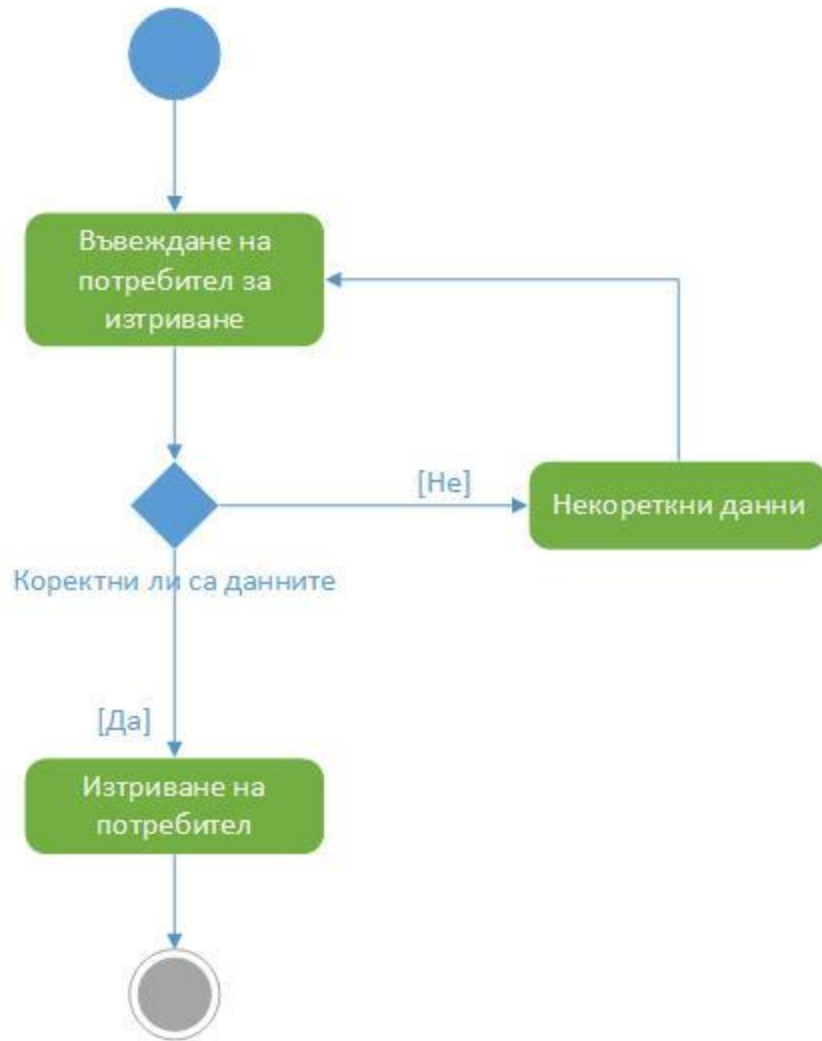 Въвеждане на
потребител за
изтриване
[Не]
Некореткни данни
Коректни ли са данните
[Да]
Изтриване на
потребител